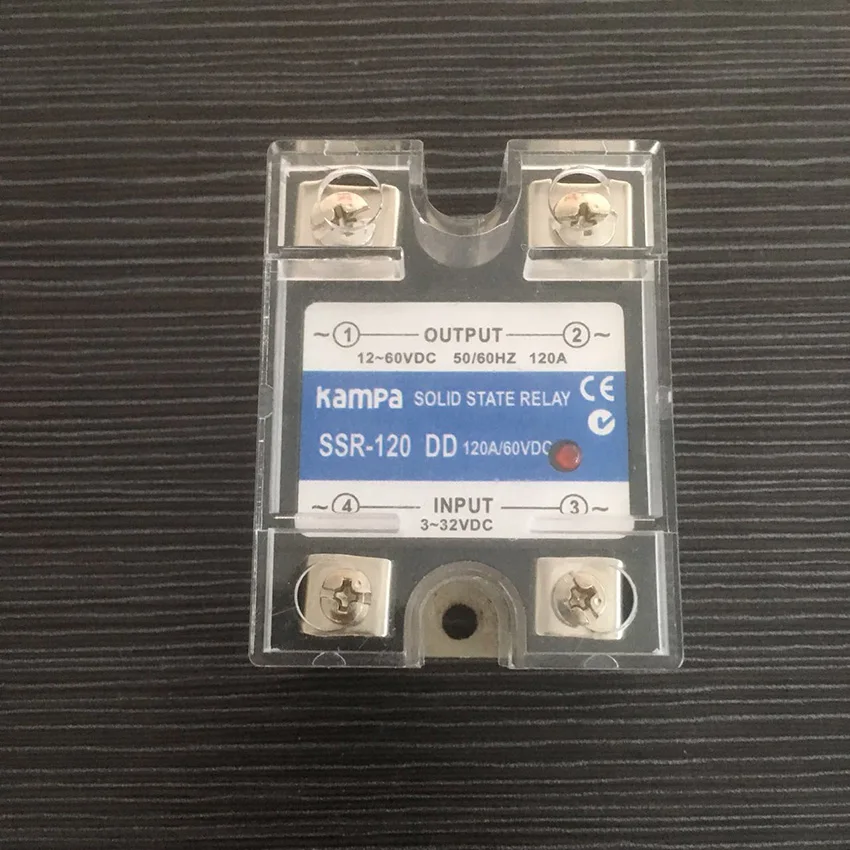 ~ 1 OUTPUT 2 ~
12~60VDC 50/60HZ 120A
Kampa SOLID STATE RELAY CE
SSR-120 DD 120A/60VDC
~ 4 INPUT 3 ~
3~32VDC